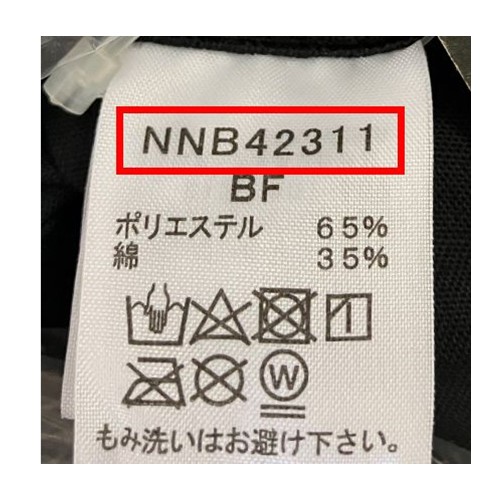 NNB42311
BF
ポリエステル 65%
綿 35%
W
もみ洗いはお避け下さい。